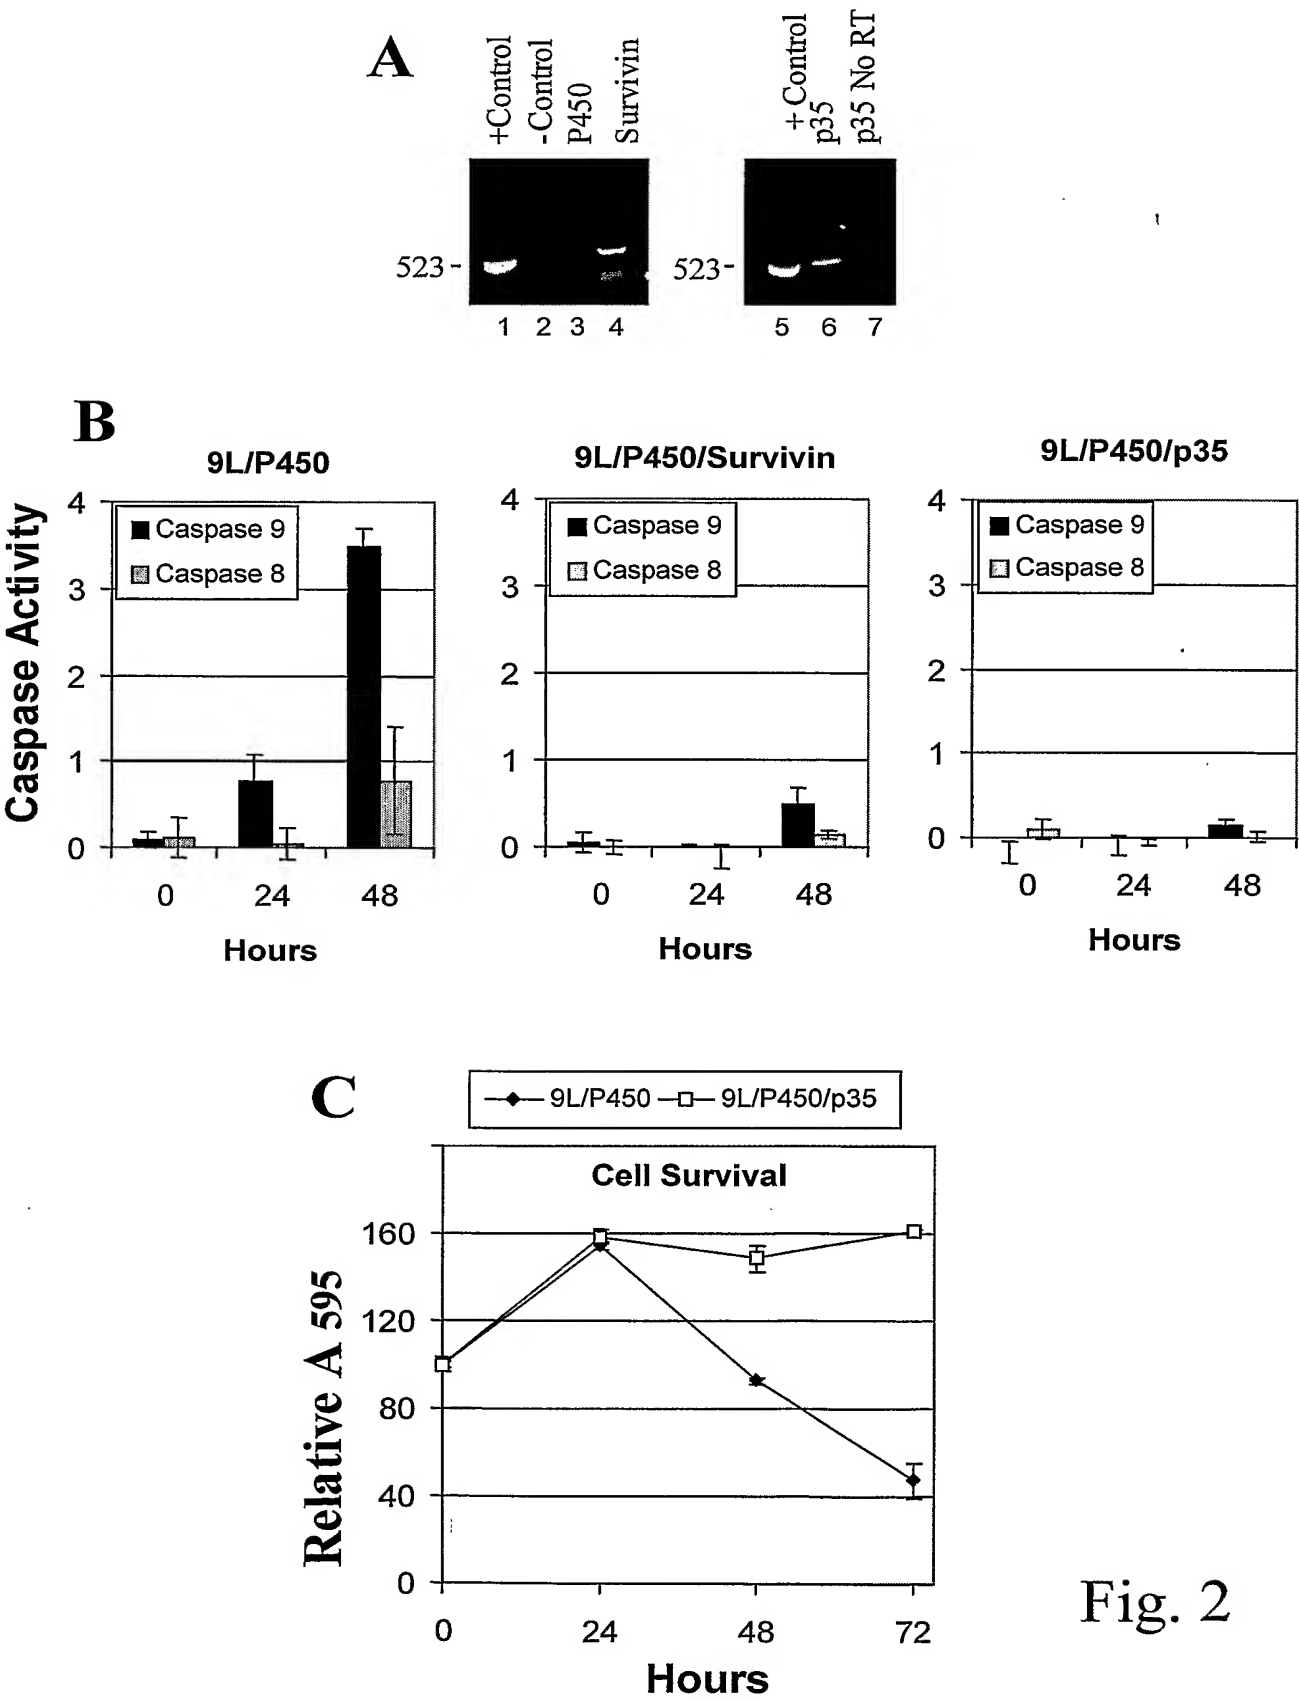 A
+Control
-Control
P450
Survivin
+ Control
p35
p35 No RT
523 -
523 -
1 2 3 4
5 6 7
B
9L/P450
9L/P450/Survivin
9L/P450/p35
Caspase Activity
4
3
2
1
0
Caspase 9
Caspase 8
0 24 48
Hours
4
3
2
1
0
Caspase 9
Caspase 8
0 24 48
Hours
4
3
2
1
0
Caspase 9
Caspase 8
0 24 48
Hours
C
9L/P450 9L/P450/p35
Cell Survival
Relative A 595
160
120
80
40
0
0 24 48 72
Hours
Fig. 2